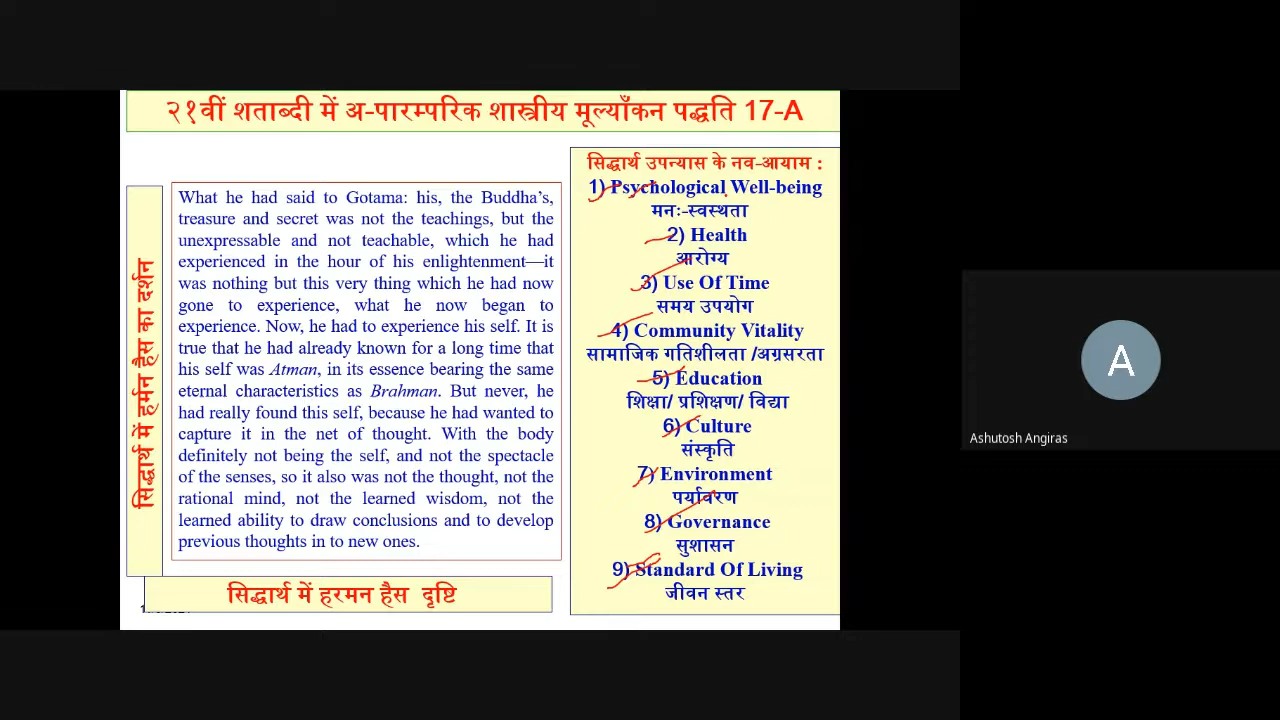 २१वीं शताब्दी में अ-पारम्परिक शास्त्रीय मूल्याँकन पद्धति 17-A
सिद्धार्थ में हर्मन हैस का दर्शन
What he had said to Gotama: his, the Buddha's,
treasure and secret was not the teachings, but the
unexpressable and not teachable, which he had
experienced in the hour of his enlightenment—it
was nothing but this very thing which he had now
gone to experience, what he now began to
experience. Now, he had to experience his self. It is
true that he had already known for a long time that
his self was Atman, in its essence bearing the same
eternal characteristics as Brahman. But never, he
had really found this self, because he had wanted to
capture it in the net of thought. With the body
definitely not being the self, and not the spectacle
of the senses, so it also was not the thought, not the
rational mind, not the learned wisdom, not the
learned ability to draw conclusions and to develop
previous thoughts in to new ones.
सिद्धार्थ में हरमन हैस दृष्टि
सिद्धार्थ उपन्यास के नव-आयाम :
1) Psychological Well-being
मनः-स्वस्थता
2) Health
आरोग्य
3) Use Of Time
समय उपयोग
4) Community Vitality
सामाजिक गतिशीलता /अग्रसरता
5) Education
शिक्षा/ प्रशिक्षण/ विद्या
6) Culture
संस्कृति
7) Environment
पर्यावरण
8) Governance
सुशासन
9) Standard Of Living
जीवन स्तर
A
Ashutosh Angiras